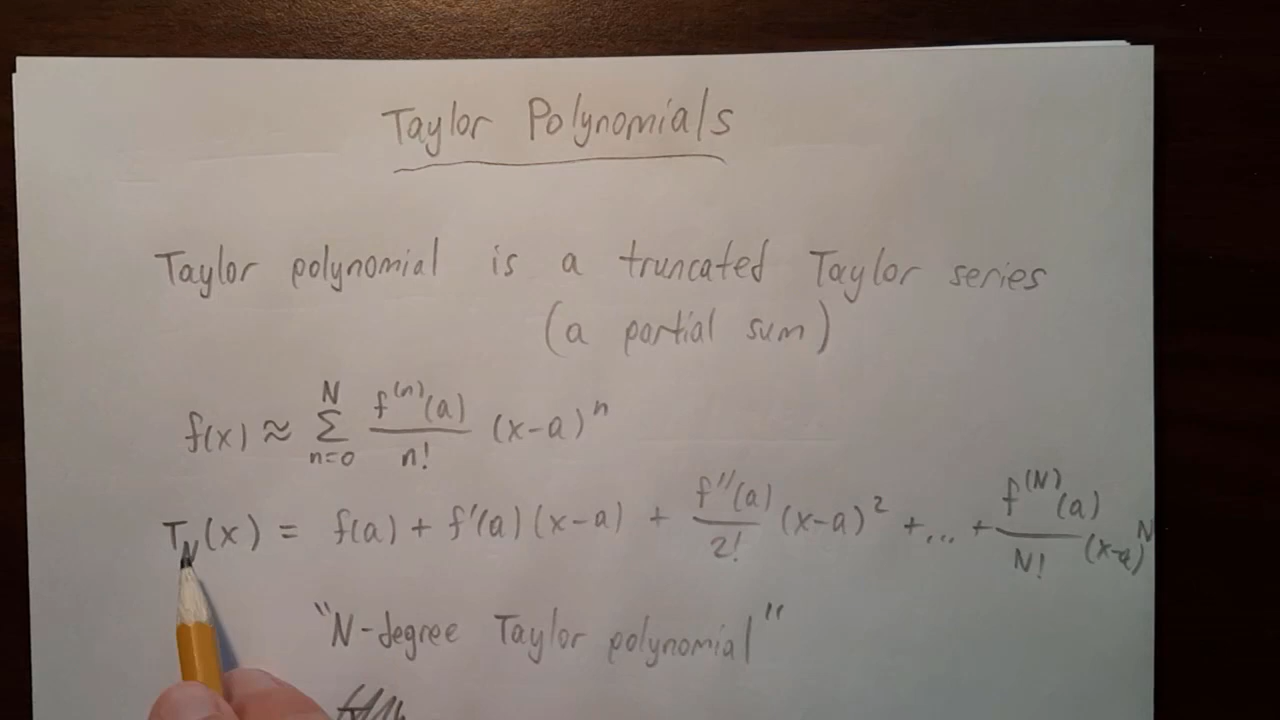 Taylor Polynomials
Taylor polynomial is a truncated Taylor series
(a partial sum)
f(x) ≈ Σ_{n=0}^{N} f^{(n)}(a)/n! (x-a)^n
T_N(x) = f(a) + f'(a)(x-a) + f''(a)/2! (x-a)^2 + ... + f^{(N)}(a)/N! (x-a)^N
"N-degree Taylor polynomial"